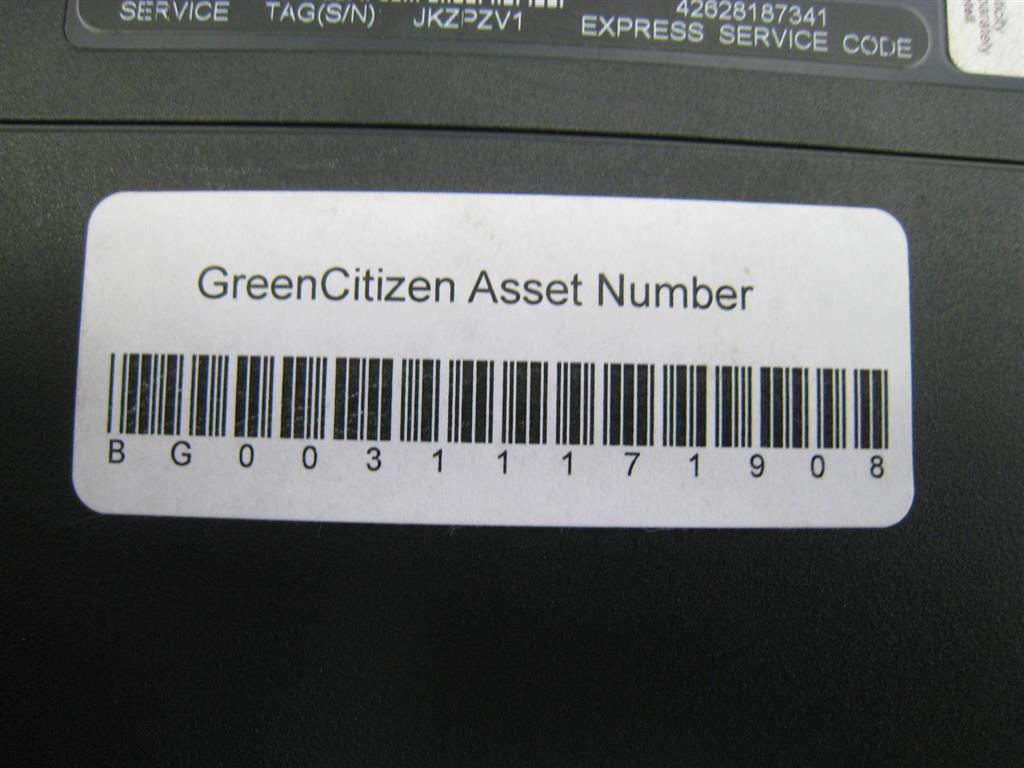 42628187341
SERVICE TAG(S/N) JKZPZV1
EXPRESS SERVICE CODE
GreenCitizen Asset Number
BG00311171908